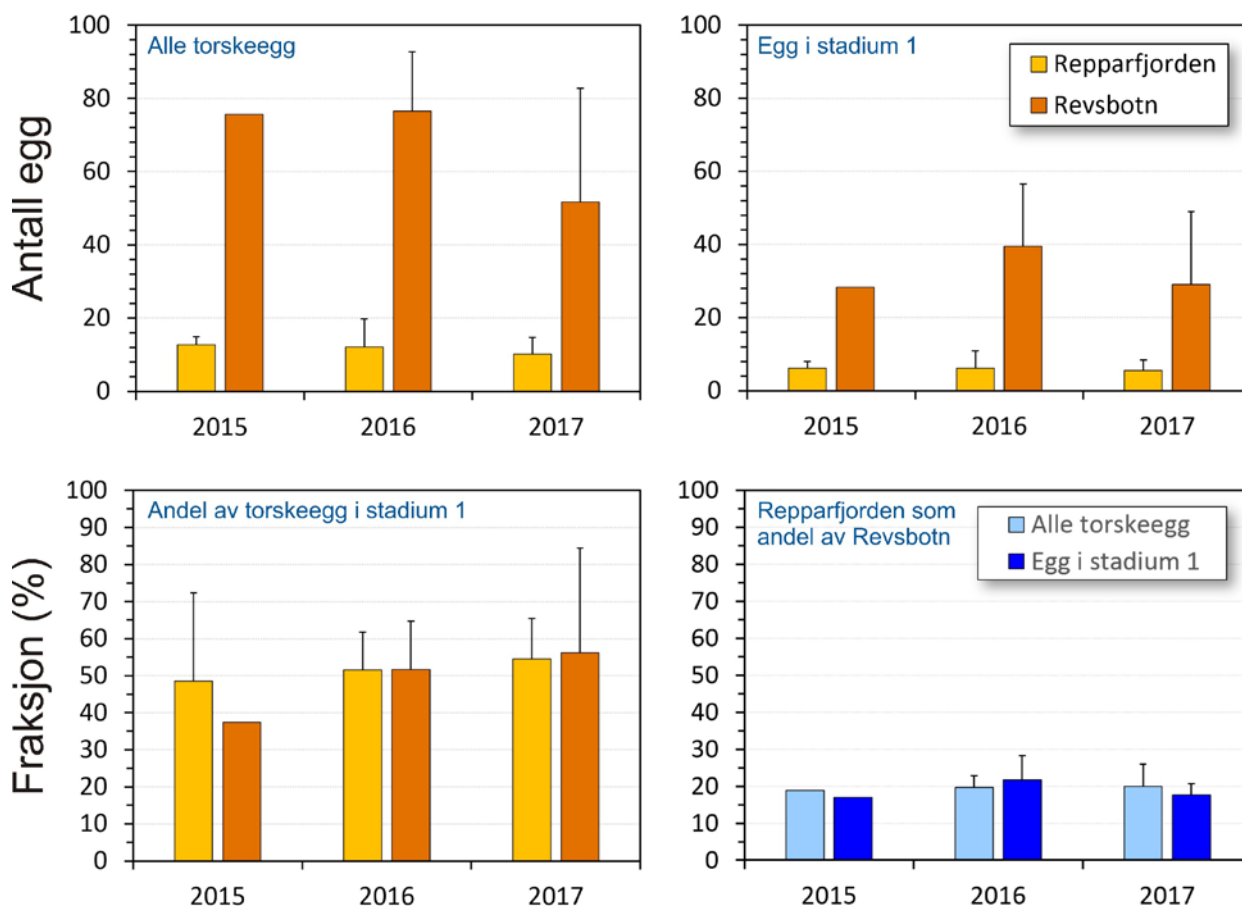 Antall egg
Alle torskeegg
100
80
60
40
20
0
2015 2016 2017
Egg i stadium 1
Repparfjorden
Revsbotn
100
80
60
40
20
0
2015 2016 2017
Fraksjon (%)
Andel av torskeegg i stadium 1
100
90
80
70
60
50
40
30
20
10
0
2015 2016 2017
Repparfjorden som
andel av Revsbotn
Alle torskeegg
Egg i stadium 1
100
90
80
70
60
50
40
30
20
10
0
2015 2016 2017